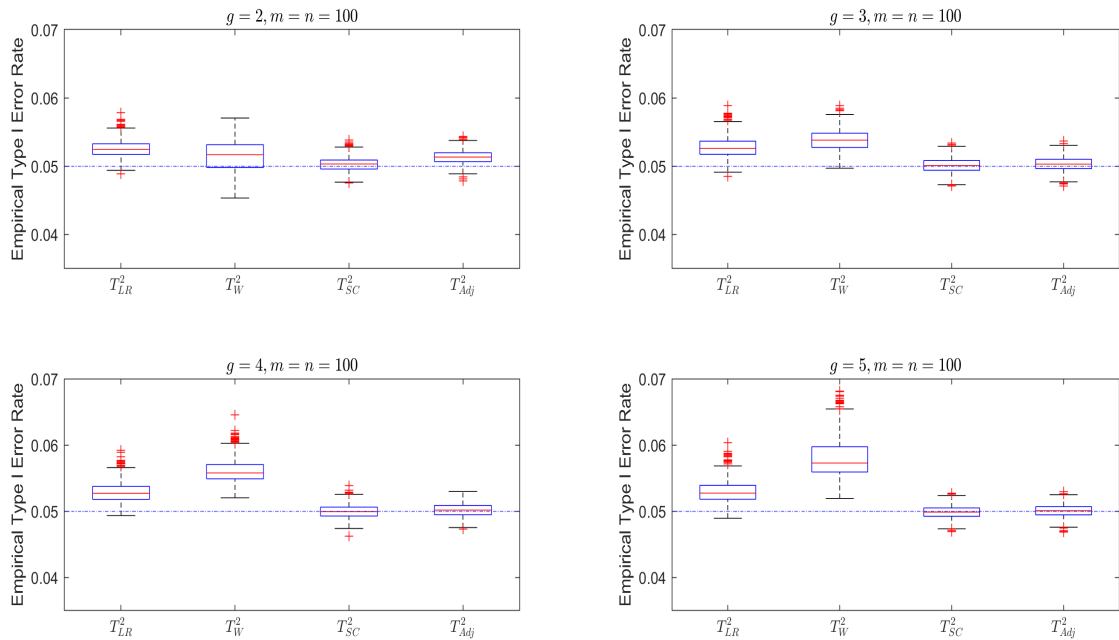 g = 2, m = n = 100
Empirical Type I Error Rate
0.07
0.06
0.05
0.04
T²_LR T²_W T²_SC T²_Adj
g = 3, m = n = 100
Empirical Type I Error Rate
0.07
0.06
0.05
0.04
T²_LR T²_W T²_SC T²_Adj
g = 4, m = n = 100
Empirical Type I Error Rate
0.07
0.06
0.05
0.04
T²_LR T²_W T²_SC T²_Adj
g = 5, m = n = 100
Empirical Type I Error Rate
0.07
0.06
0.05
0.04
T²_LR T²_W T²_SC T²_Adj